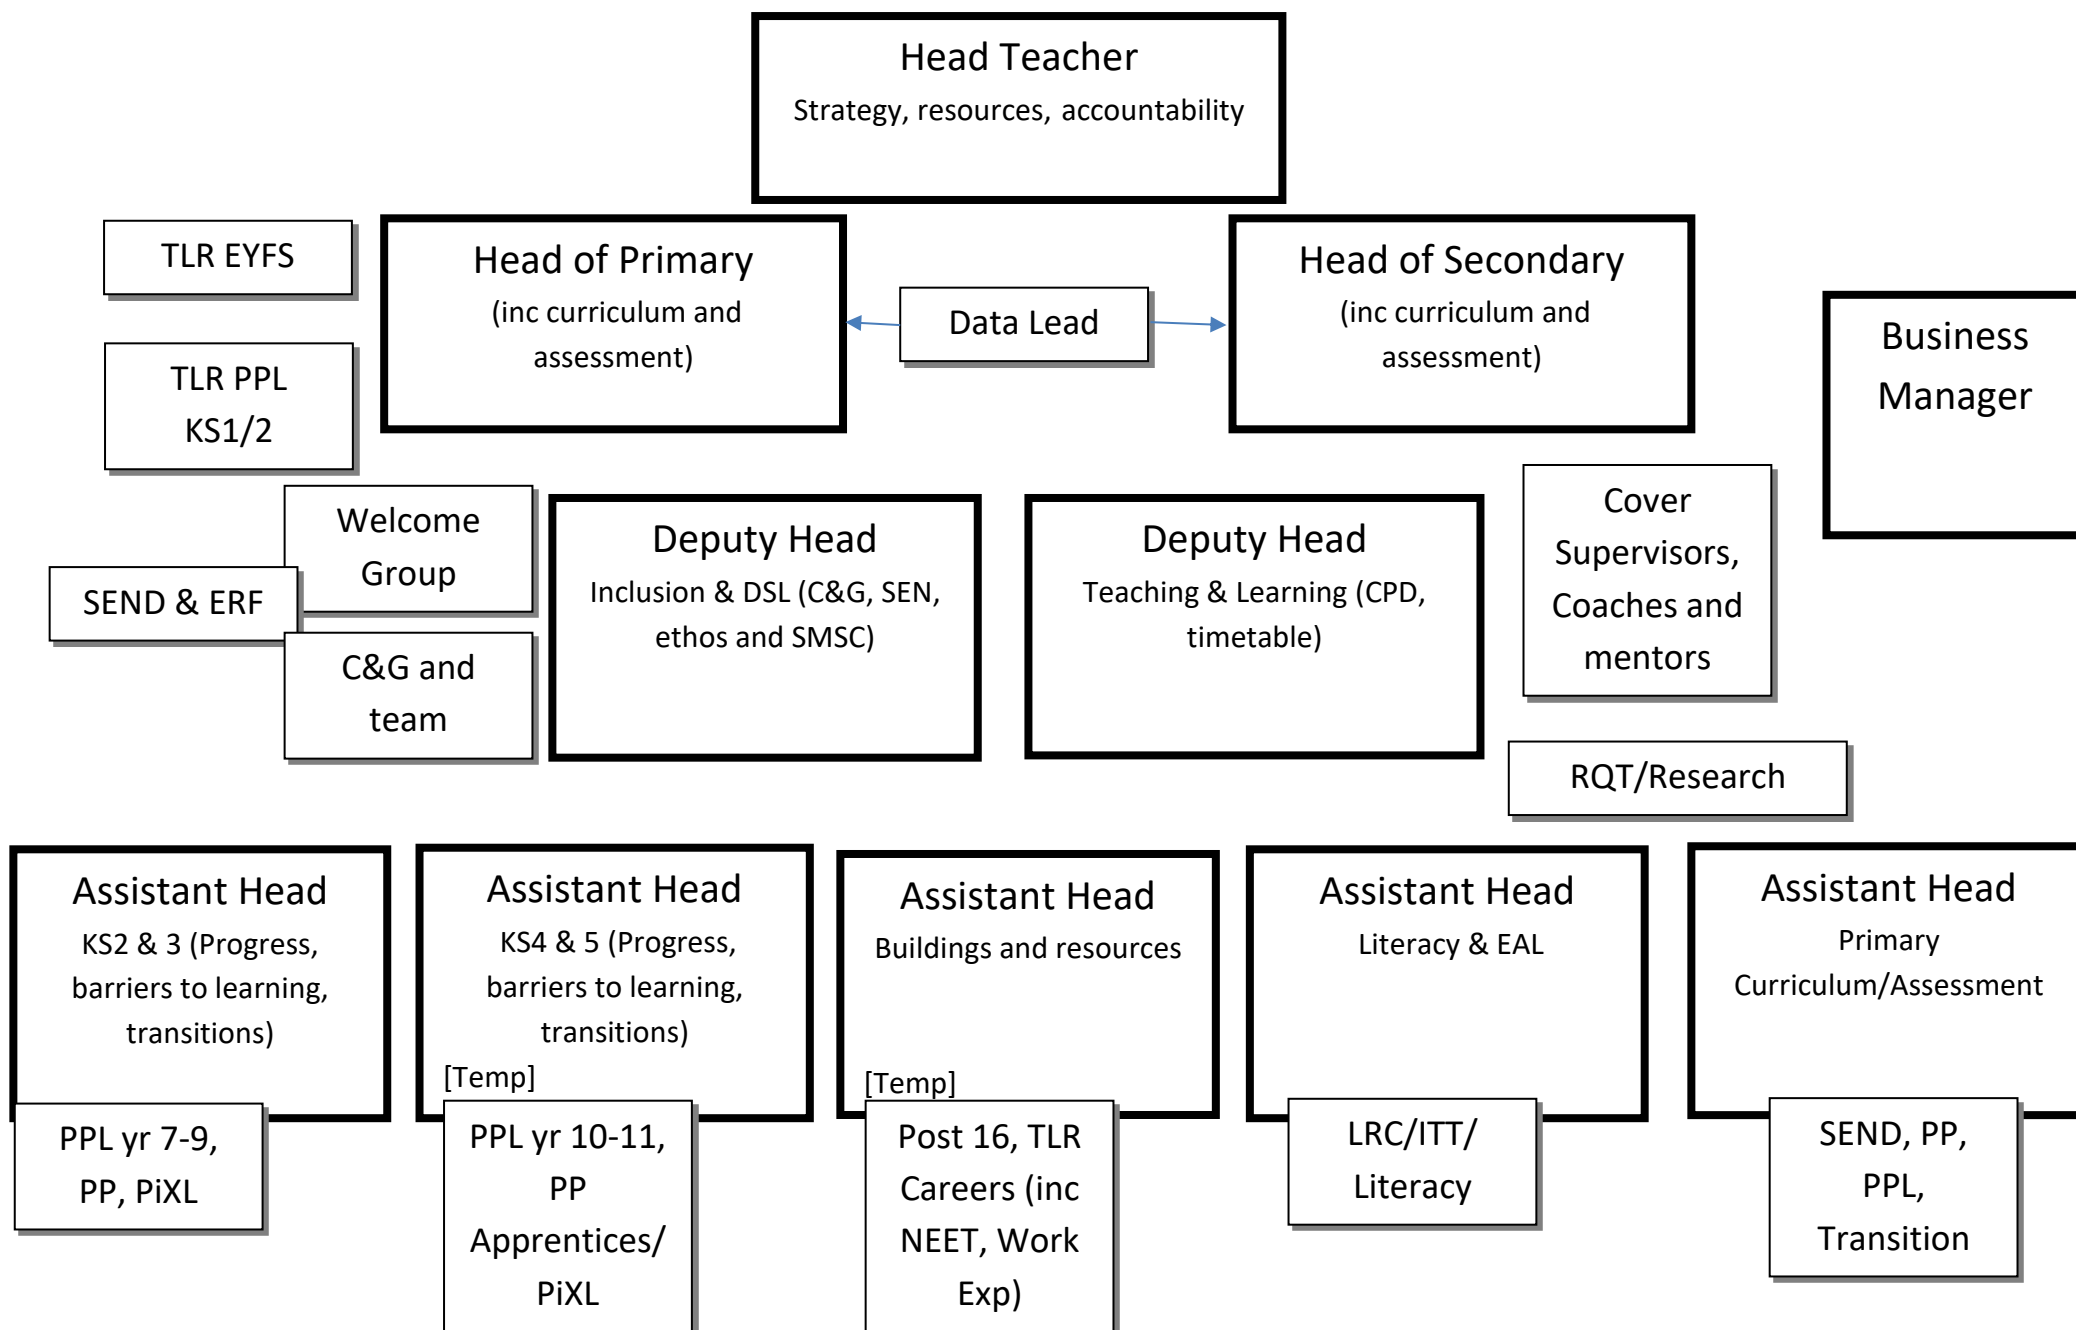 Head Teacher
Strategy, resources, accountability
TLR EYFS
Head of Primary
(inc curriculum and
assessment)
Data Lead
Head of Secondary
(inc curriculum and
assessment)
Business
Manager
TLR PPL
KS1/2
Welcome
Group
SEND & ERF
C&G and
team
Deputy Head
Inclusion & DSL (C&G, SEN,
ethos and SMSC)
Deputy Head
Teaching & Learning (CPD,
timetable)
Cover
Supervisors,
Coaches and
mentors
RQT/Research
Assistant Head
KS2 & 3 (Progress,
barriers to learning,
transitions)
PPL yr 7-9,
PP, PiXL
Assistant Head
KS4 & 5 (Progress,
barriers to learning,
transitions)
[Temp]
PPL yr 10-11,
PP
Apprentices/
PiXL
Assistant Head
Buildings and resources
[Temp]
Post 16, TLR
Careers (inc
NEET, Work
Exp)
Assistant Head
Literacy & EAL
LRC/ITT/
Literacy
Assistant Head
Primary
Curriculum/Assessment
SEND, PP,
PPL,
Transition